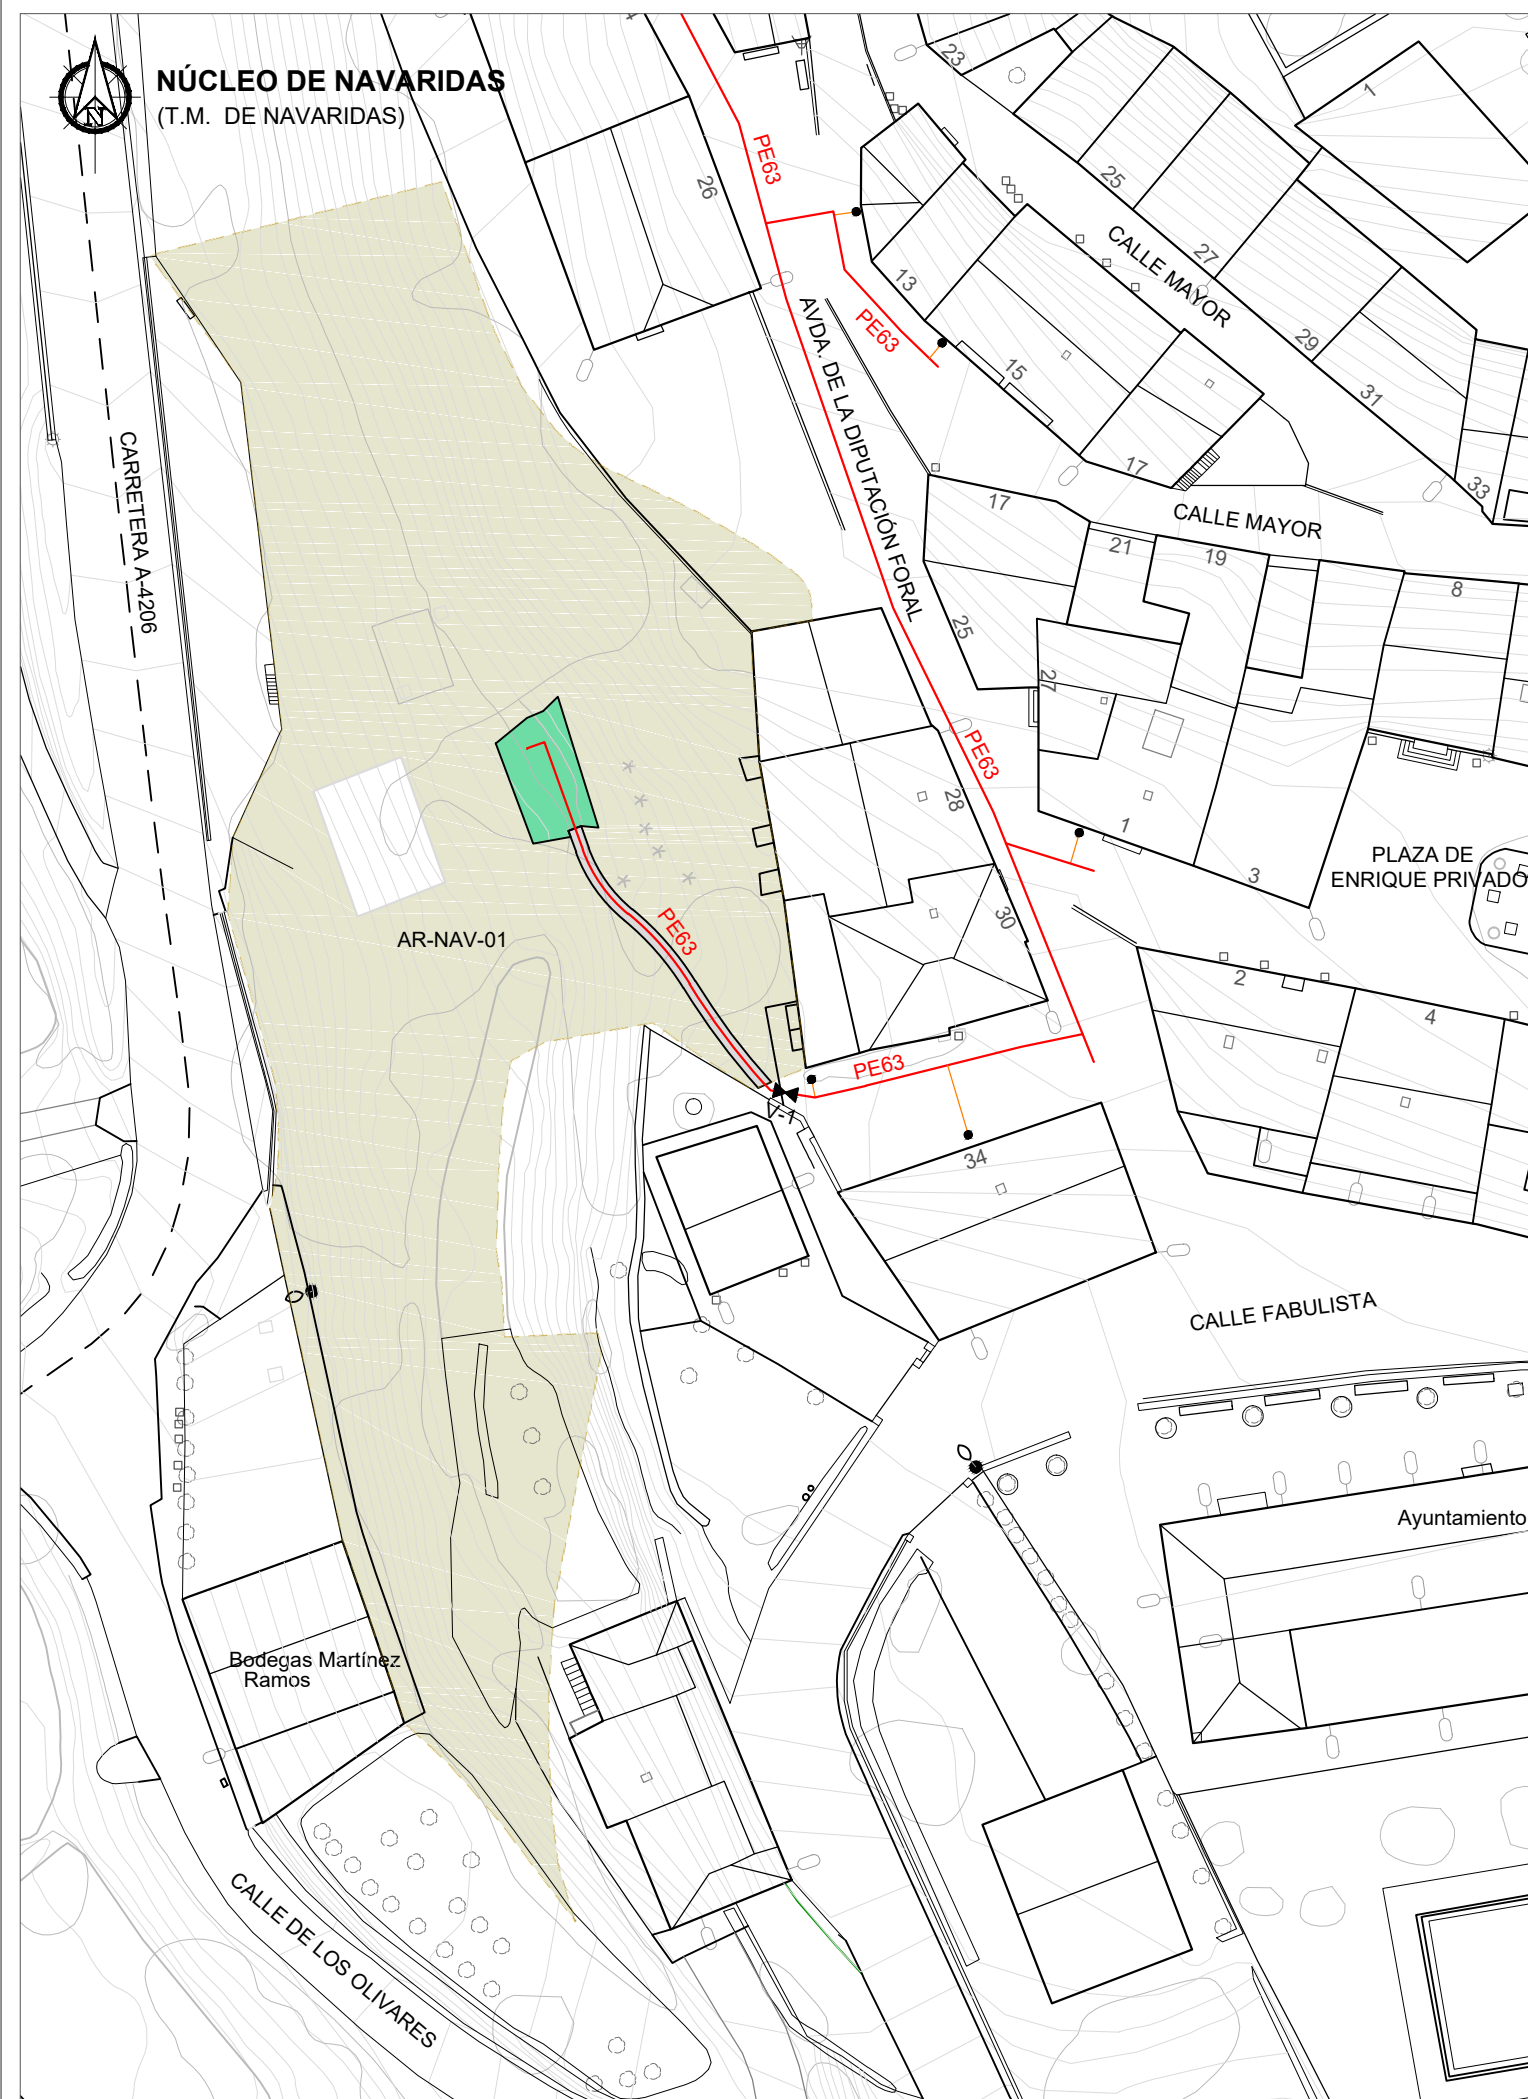 N
NÚCLEO DE NAVARIDAS
(T.M. DE NAVARIDAS)
23
1
PE63
26
25
CALLE MAYOR
27
13
PE63
AVDA. DE LA DIPUTACIÓN FORAL
15
29
31
CARRETERA A-4206
17
33
17
CALLE MAYOR
21
19
8
25
27
PE63
28
1
3
PLAZA DE
ENRIQUE PRIVADO
30
PE63
AR-NAV-01
2
4
PE63
V-1
34
CALLE FABULISTA
Ayuntamiento
Bodegas Martínez
Ramos
CALLE DE LOS OLIVARES